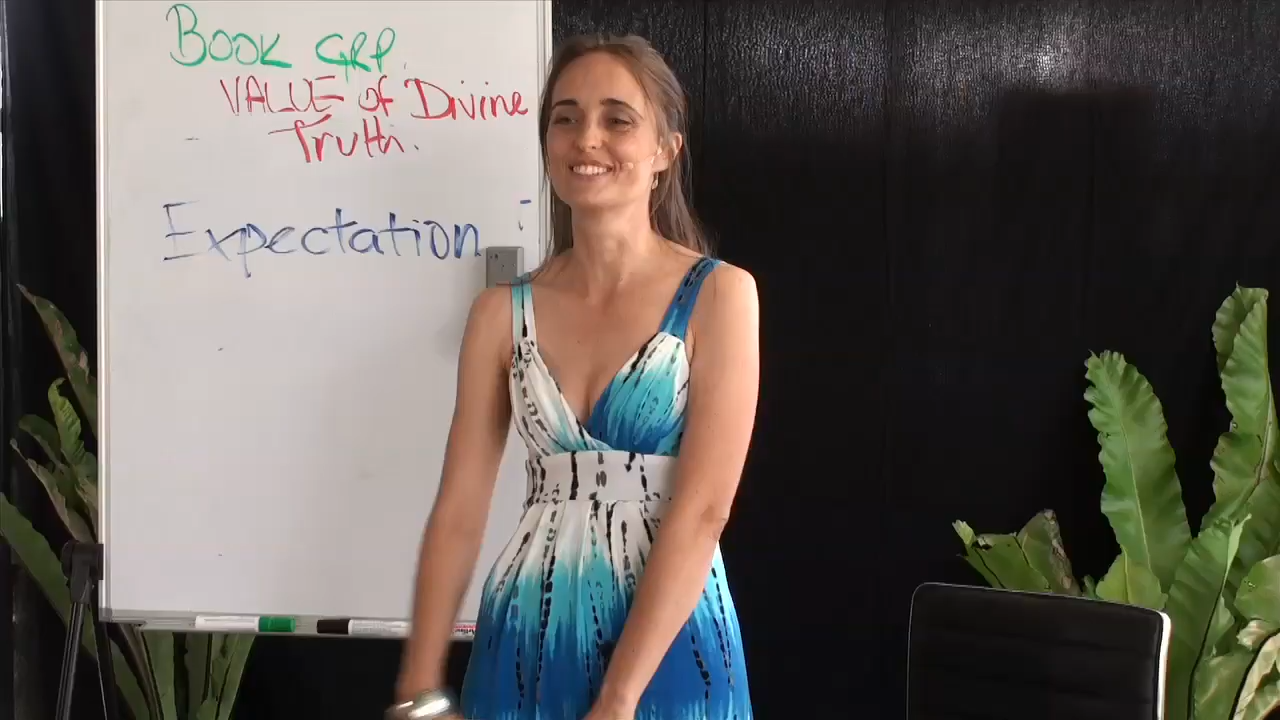 BOOK GRP.
VALUE of Divine
Truth.
Expectation